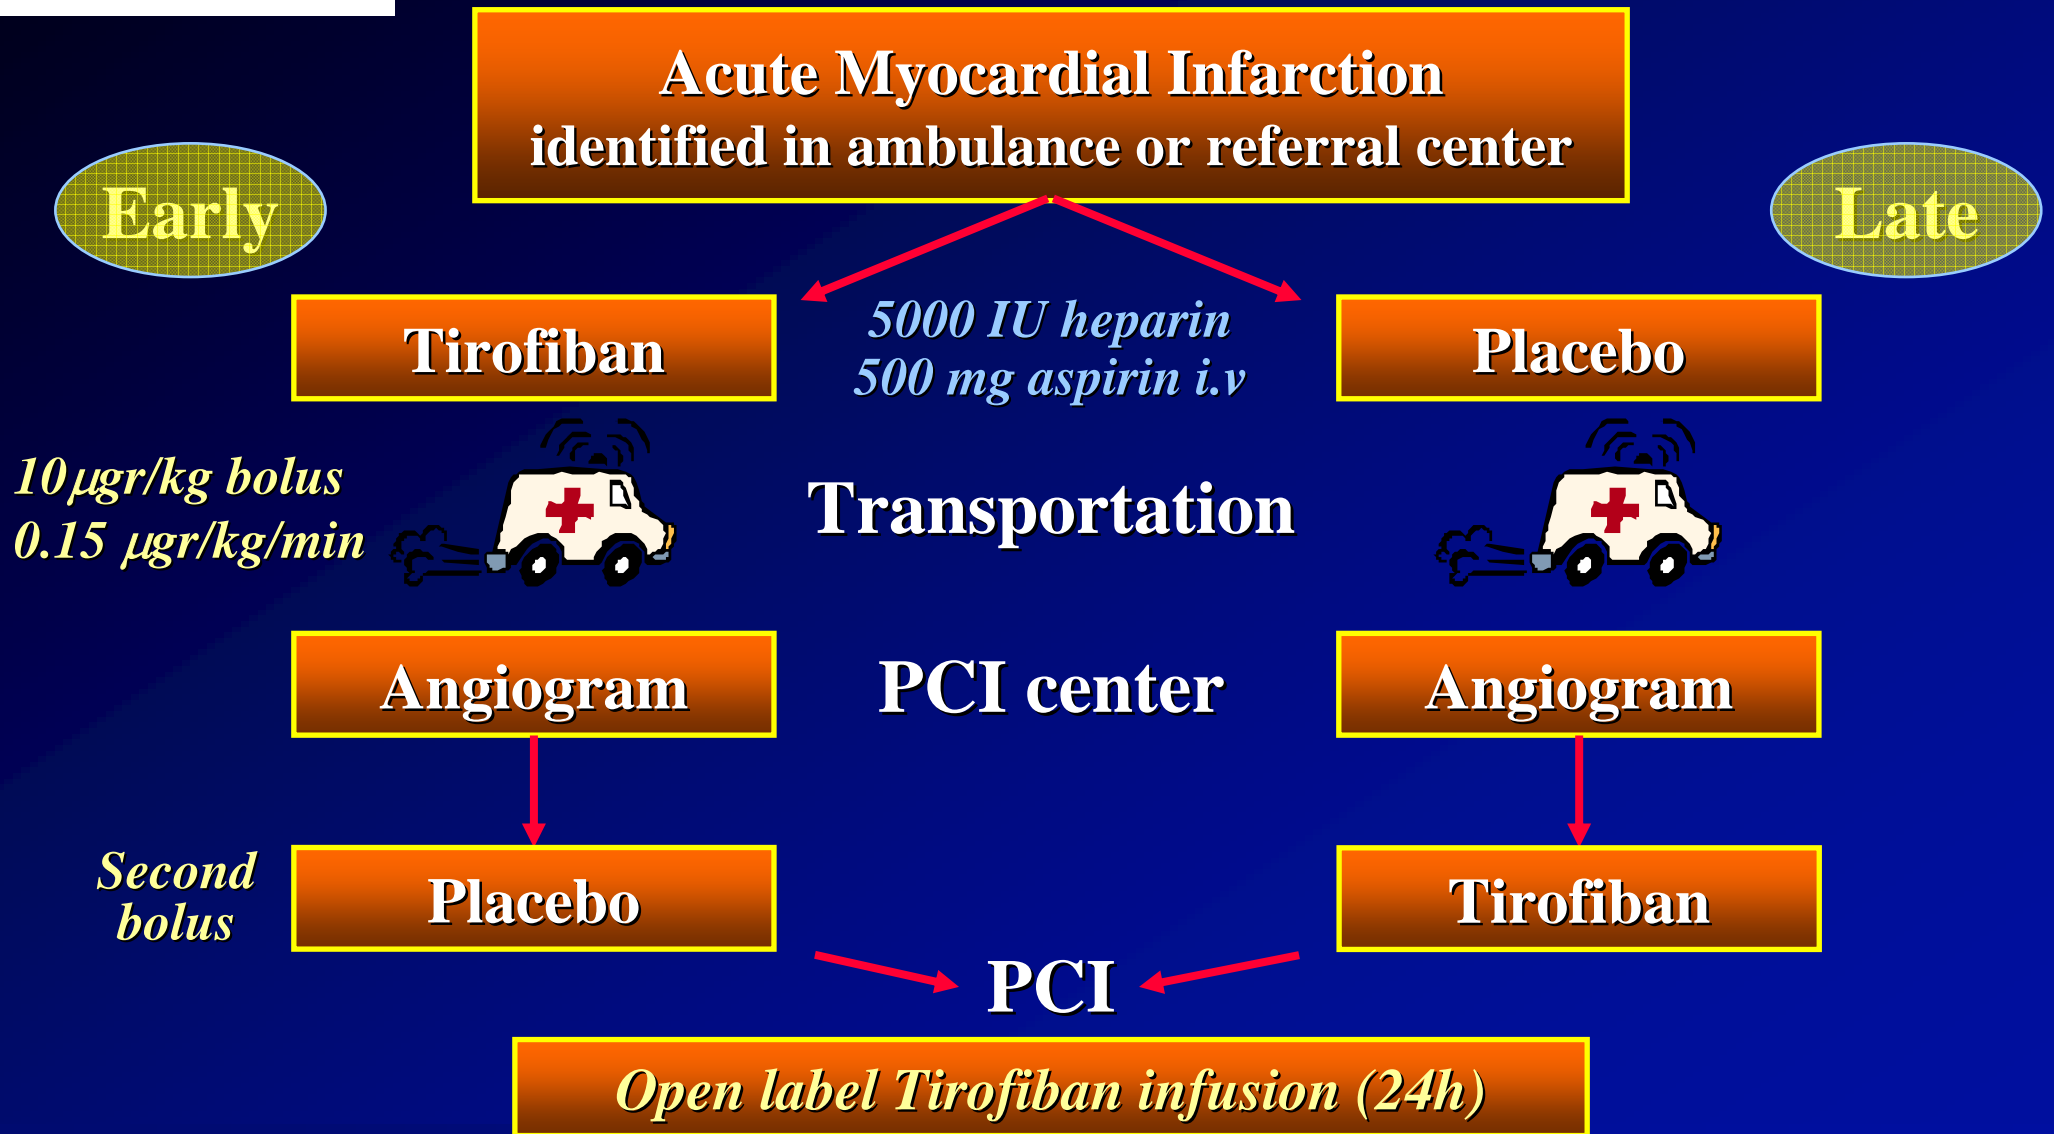 Acute Myocardial Infarction
identified in ambulance or referral center
Early
Late
Tirofiban
5000 IU heparin
500 mg aspirin i.v
Placebo
10μgr/kg bolus
0.15 μgr/kg/min
Transportation
Angiogram
PCI center
Angiogram
Second
bolus
Placebo
Tirofiban
PCI
Open label Tirofiban infusion (24h)